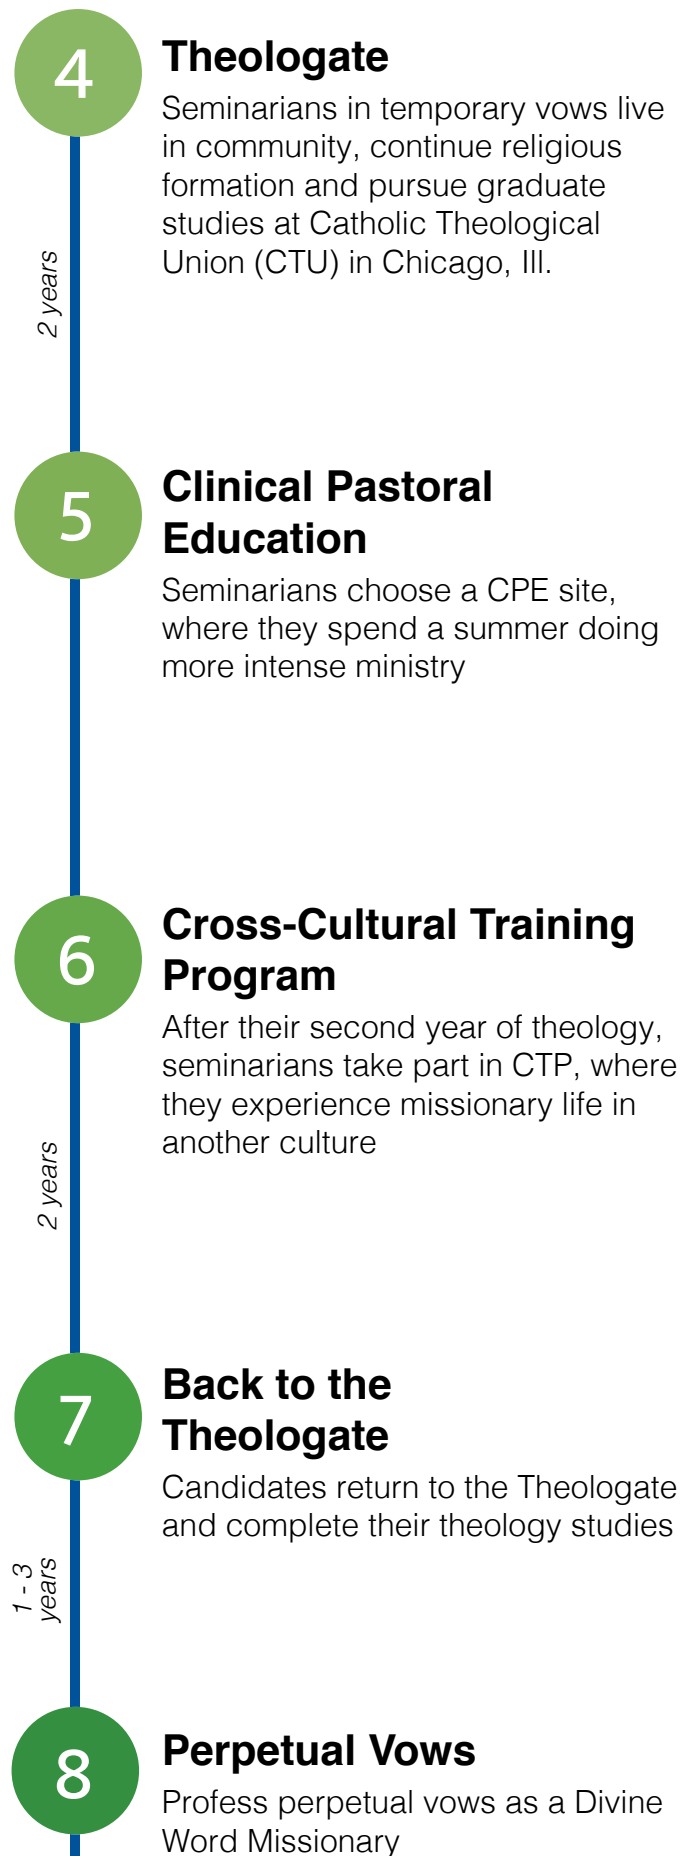 4
Theologate
Seminarians in temporary vows live
in community, continue religious
formation and pursue graduate
studies at Catholic Theological
Union (CTU) in Chicago, Ill.
2 years
5
Clinical Pastoral
Education
Seminarians choose a CPE site,
where they spend a summer doing
more intense ministry
6
Cross-Cultural Training
Program
After their second year of theology,
seminarians take part in CTP, where
they experience missionary life in
another culture
2 years
7
Back to the
Theologate
Candidates return to the Theologate
and complete their theology studies
1 - 3
years
8
Perpetual Vows
Profess perpetual vows as a Divine
Word Missionary